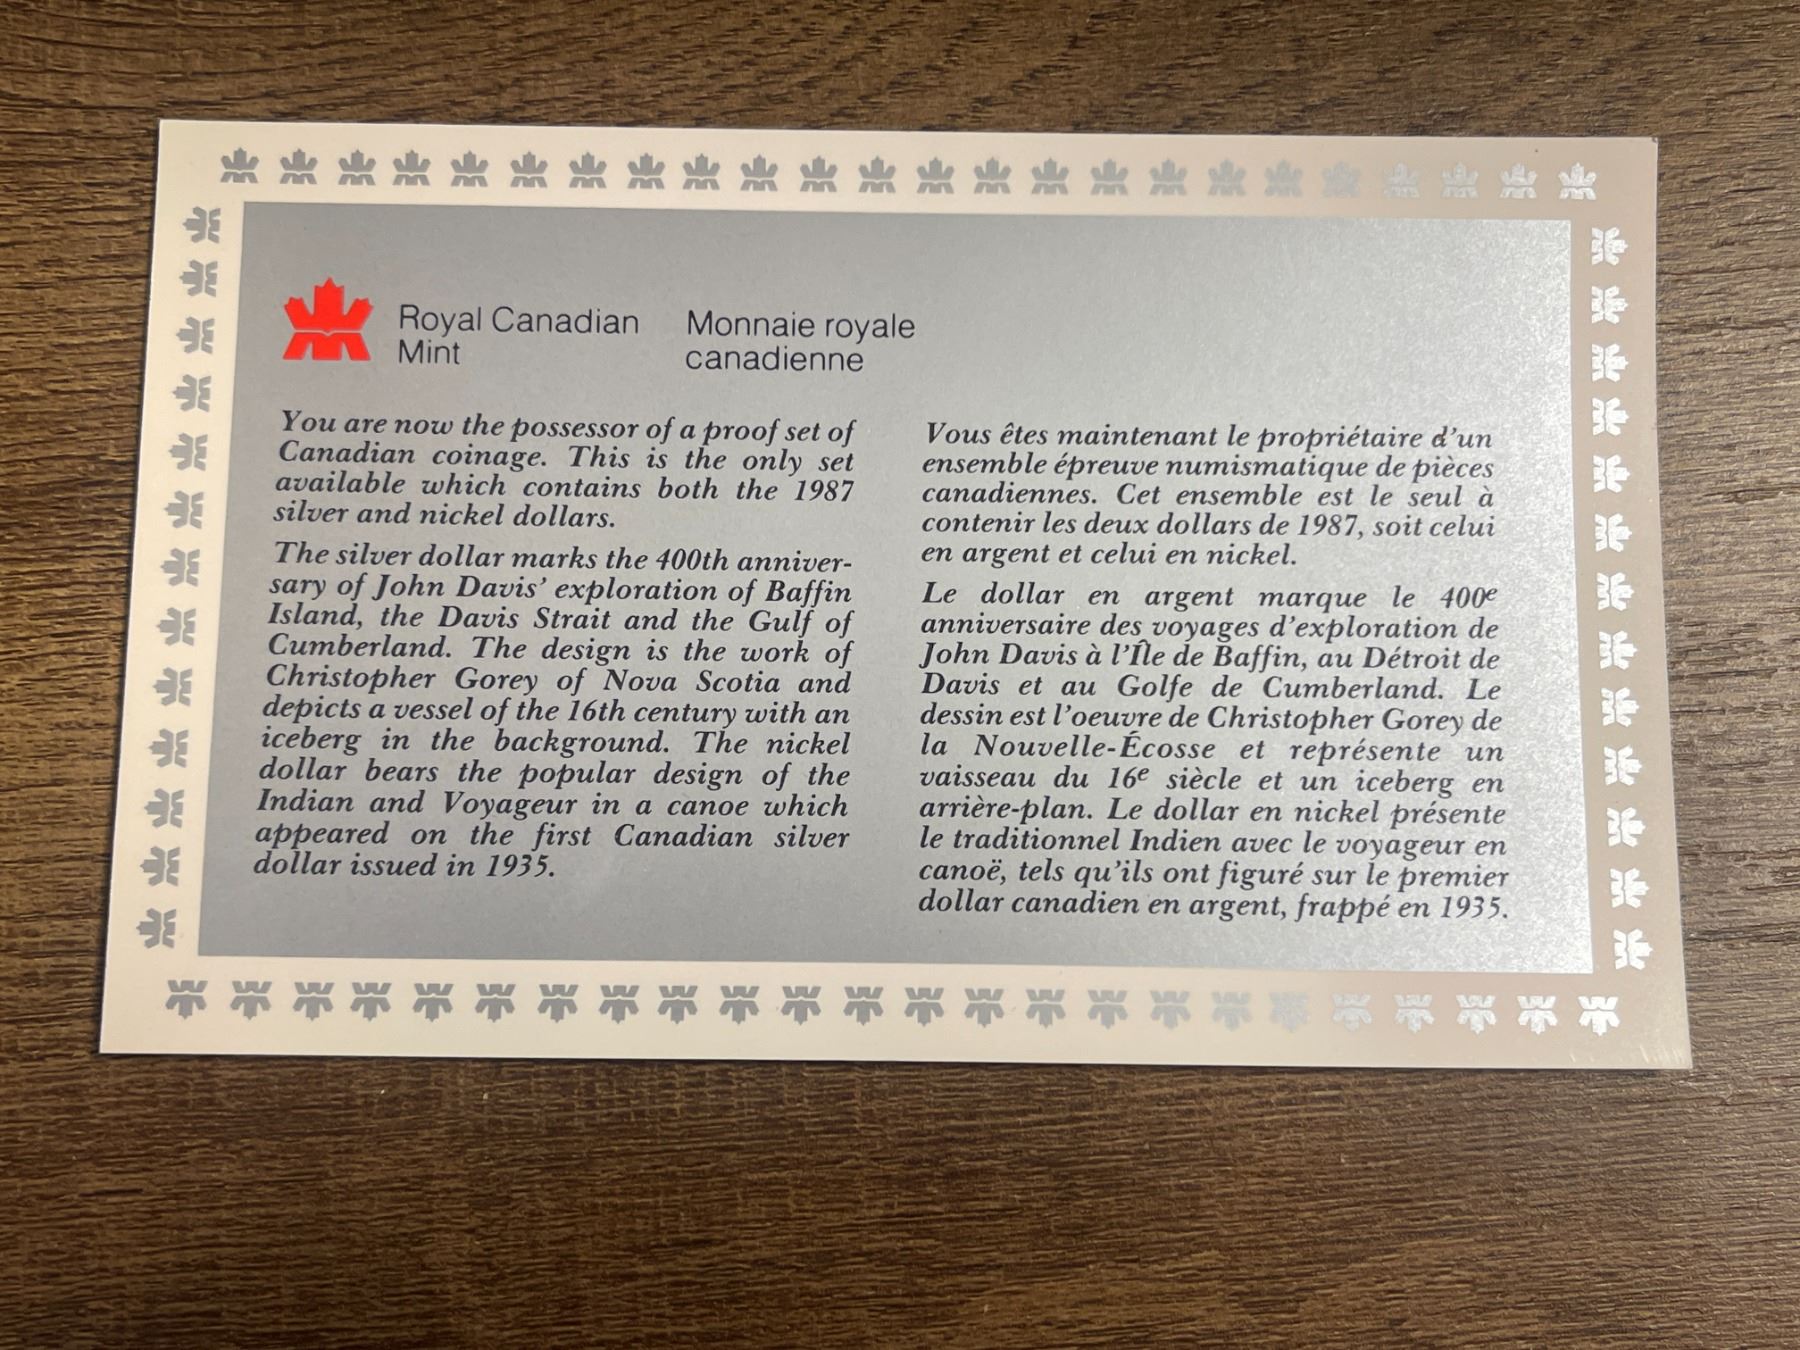 Royal Canadian
Mint
Monnaie royale
canadienne
You are now the possessor of a proof set of
Canadian coinage. This is the only set
available which contains both the 1987
silver and nickel dollars.
The silver dollar marks the 400th anniver-
sary of John Davis' exploration of Baffin
Island, the Davis Strait and the Gulf of
Cumberland. The design is the work of
Christopher Gorey of Nova Scotia and
depicts a vessel of the 16th century with an
iceberg in the background. The nickel
dollar bears the popular design of the
Indian and Voyageur in a canoe which
appeared on the first Canadian silver
dollar issued in 1935.
Vous êtes maintenant le propriétaire d'un
ensemble épreuve numismatique de pièces
canadiennes. Cet ensemble est le seul à
contenir les deux dollars de 1987, soit celui
en argent et celui en nickel.
Le dollar en argent marque le 400e
anniversaire des voyages d'exploration de
John Davis à l'Île de Baffin, au Détroit de
Davis et au Golfe de Cumberland. Le
dessin est l'oeuvre de Christopher Gorey de
la Nouvelle-Écosse et représente un
vaisseau du 16e siècle et un iceberg en
arrière-plan. Le dollar en nickel présente
le traditionnel Indien avec le voyageur en
canoë, tels qu'ils ont figuré sur le premier
dollar canadien en argent, frappé en 1935.